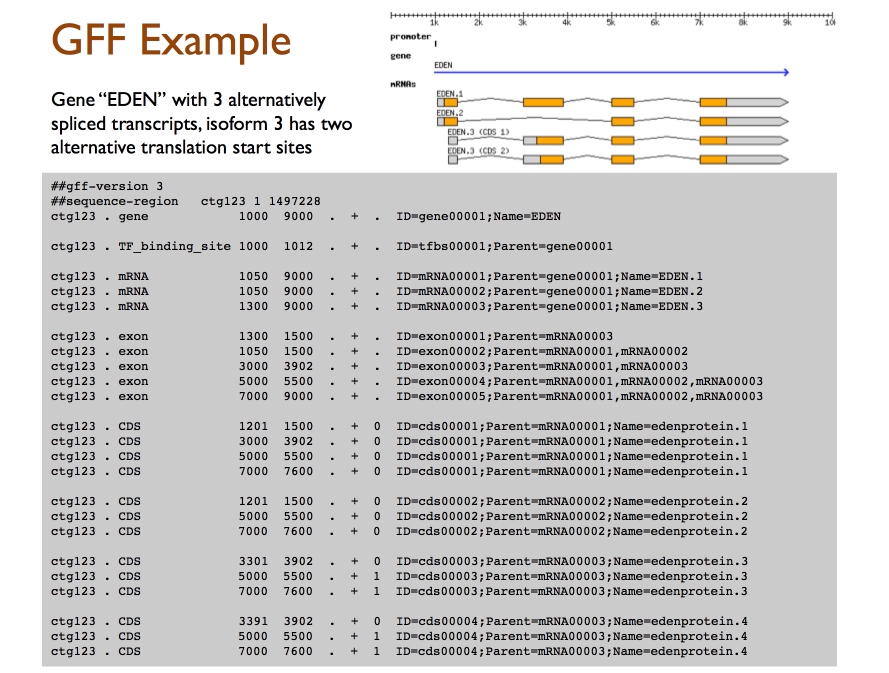 GFF Example
Gene “EDEN” with 3 alternatively
spliced transcripts, isoform 3 has two
alternative translation start sites
1k 2k 3k 4k 5k 6k 7k 8k 9k 10
promoter
gene
EDEN
mRNAs
EDEN.1
EDEN.2
EDEN.3 (CDS 1)
EDEN.3 (CDS 2)
##gff-version 3
##sequence-region ctg123 1 1497228
ctg123 . gene 1000 9000 . + . ID=gene00001;Name=EDEN
ctg123 . TF_binding_site 1000 1012 . + . ID=tfbs00001;Parent=gene00001
ctg123 . mRNA 1050 9000 . + . ID=mRNA00001;Parent=gene00001;Name=EDEN.1
ctg123 . mRNA 1050 9000 . + . ID=mRNA00002;Parent=gene00001;Name=EDEN.2
ctg123 . mRNA 1300 9000 . + . ID=mRNA00003;Parent=gene00001;Name=EDEN.3
ctg123 . exon 1300 1500 . + . ID=exon00001;Parent=mRNA00003
ctg123 . exon 1050 1500 . + . ID=exon00002;Parent=mRNA00001,mRNA00002
ctg123 . exon 3000 3902 . + . ID=exon00003;Parent=mRNA00001,mRNA00003
ctg123 . exon 5000 5500 . + . ID=exon00004;Parent=mRNA00001,mRNA00002,mRNA00003
ctg123 . exon 7000 9000 . + . ID=exon00005;Parent=mRNA00001,mRNA00002,mRNA00003
ctg123 . CDS 1201 1500 . + 0 ID=cds00001;Parent=mRNA00001;Name=edenprotein.1
ctg123 . CDS 3000 3902 . + 0 ID=cds00001;Parent=mRNA00001;Name=edenprotein.1
ctg123 . CDS 5000 5500 . + 0 ID=cds00001;Parent=mRNA00001;Name=edenprotein.1
ctg123 . CDS 7000 7600 . + 0 ID=cds00001;Parent=mRNA00001;Name=edenprotein.1
ctg123 . CDS 1201 1500 . + 0 ID=cds00002;Parent=mRNA00002;Name=edenprotein.2
ctg123 . CDS 5000 5500 . + 0 ID=cds00002;Parent=mRNA00002;Name=edenprotein.2
ctg123 . CDS 7000 7600 . + 0 ID=cds00002;Parent=mRNA00002;Name=edenprotein.2
ctg123 . CDS 3301 3902 . + 0 ID=cds00003;Parent=mRNA00003;Name=edenprotein.3
ctg123 . CDS 5000 5500 . + 1 ID=cds00003;Parent=mRNA00003;Name=edenprotein.3
ctg123 . CDS 7000 7600 . + 1 ID=cds00003;Parent=mRNA00003;Name=edenprotein.3
ctg123 . CDS 3391 3902 . + 0 ID=cds00004;Parent=mRNA00003;Name=edenprotein.4
ctg123 . CDS 5000 5500 . + 1 ID=cds00004;Parent=mRNA00003;Name=edenprotein.4
ctg123 . CDS 7000 7600 . + 1 ID=cds00004;Parent=mRNA00003;Name=edenprotein.4